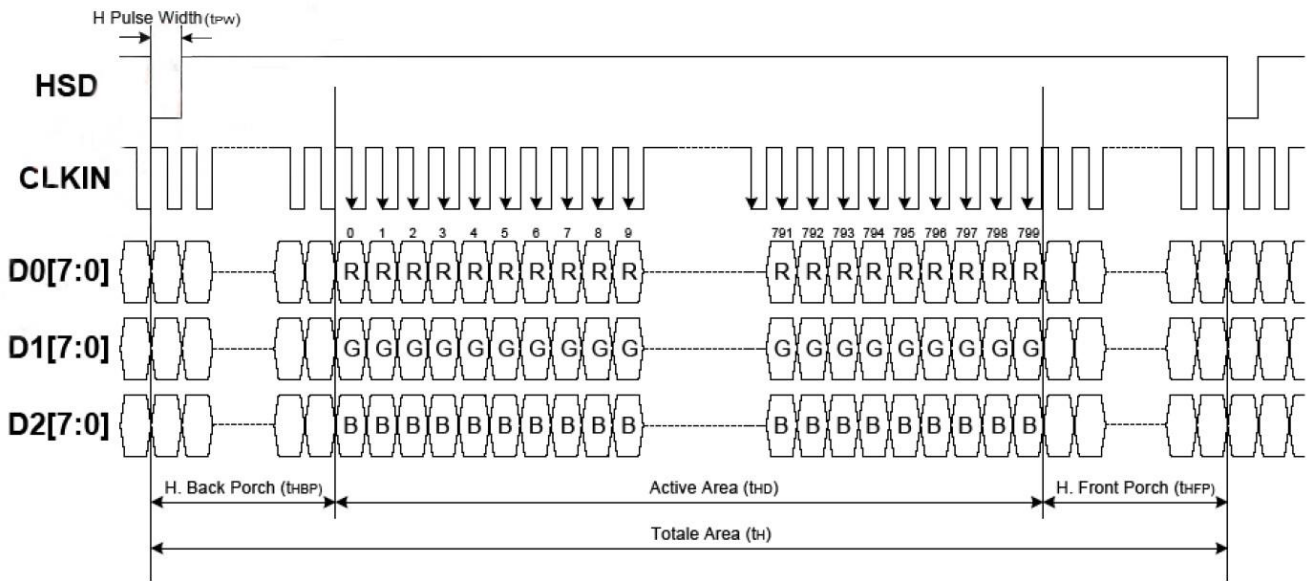 H Pulse Width(tPW)
HSD
CLKIN
0 1 2 3 4 5 6 7 8 9 791 792 793 794 795 796 797 798 799
D0[7:0] R R R R R R R R R R R R R R R R R R R
D1[7:0] G G G G G G G G G G G G G G G G G G G
D2[7:0] B B B B B B B B B B B B B B B B B B B
H. Back Porch (tHBP) Active Area (tHD) H. Front Porch (tHFP)
Totale Area (tH)